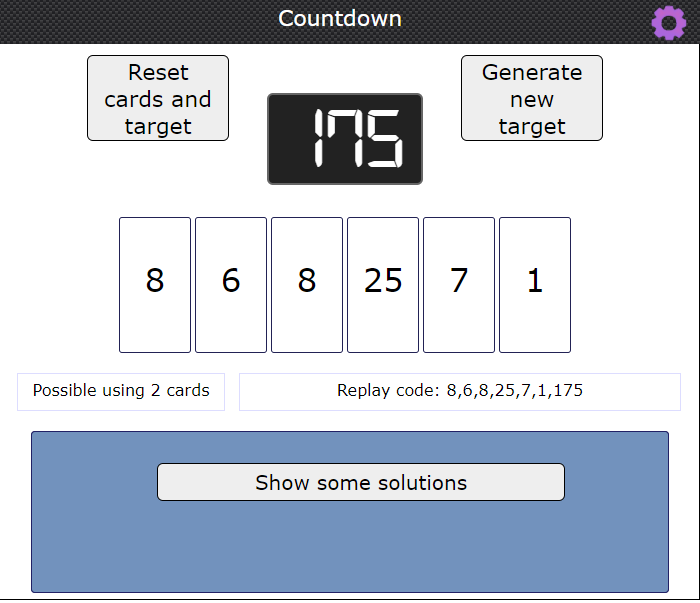 Countdown
Reset
cards and
target
175
Generate
new
target
8 6 8 25 7 1
Possible using 2 cards
Replay code: 8,6,8,25,7,1,175
Show some solutions